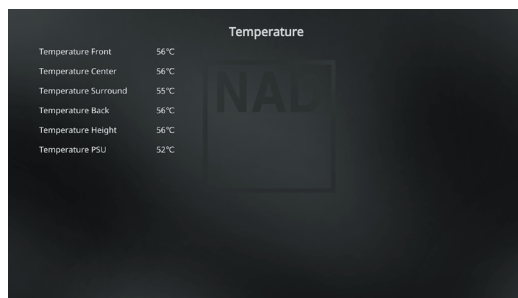 Temperature
Temperature Front 56°C
Temperature Center 56°C
Temperature Surround 55°C
Temperature Back 56°C
Temperature Height 56°C
Temperature PSU 52°C
NAD